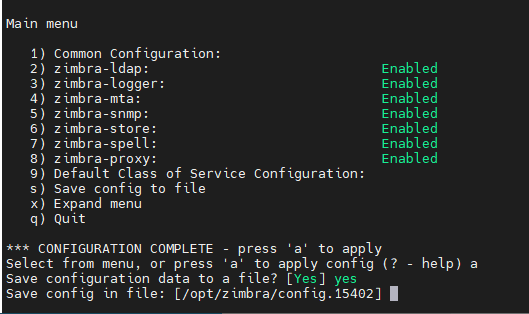 Main menu
1) Common Configuration:
2) zimbra-ldap: Enabled
3) zimbra-logger: Enabled
4) zimbra-mta: Enabled
5) zimbra-snmp: Enabled
6) zimbra-store: Enabled
7) zimbra-spell: Enabled
8) zimbra-proxy: Enabled
9) Default Class of Service Configuration:
s) Save config to file
x) Expand menu
q) Quit
*** CONFIGURATION COMPLETE - press 'a' to apply
Select from menu, or press 'a' to apply config (? - help) a
Save configuration data to a file? [Yes] yes
Save config in file: [/opt/zimbra/config.15402]